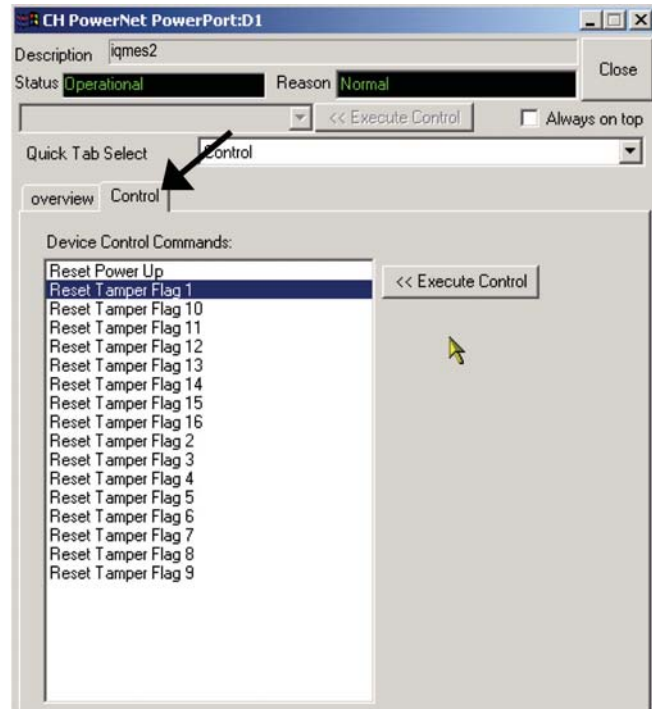 CH PowerNet PowerPort:D1
Description iqmes2
Close
Status Operational Reason Normal
<< Execute Control Always on top
Quick Tab Select Control
overview Control
Device Control Commands:
Reset Power Up
<< Execute Control
Reset Tamper Flag 1
Reset Tamper Flag 10
Reset Tamper Flag 11
Reset Tamper Flag 12
Reset Tamper Flag 13
Reset Tamper Flag 14
Reset Tamper Flag 15
Reset Tamper Flag 16
Reset Tamper Flag 2
Reset Tamper Flag 3
Reset Tamper Flag 4
Reset Tamper Flag 5
Reset Tamper Flag 6
Reset Tamper Flag 7
Reset Tamper Flag 8
Reset Tamper Flag 9